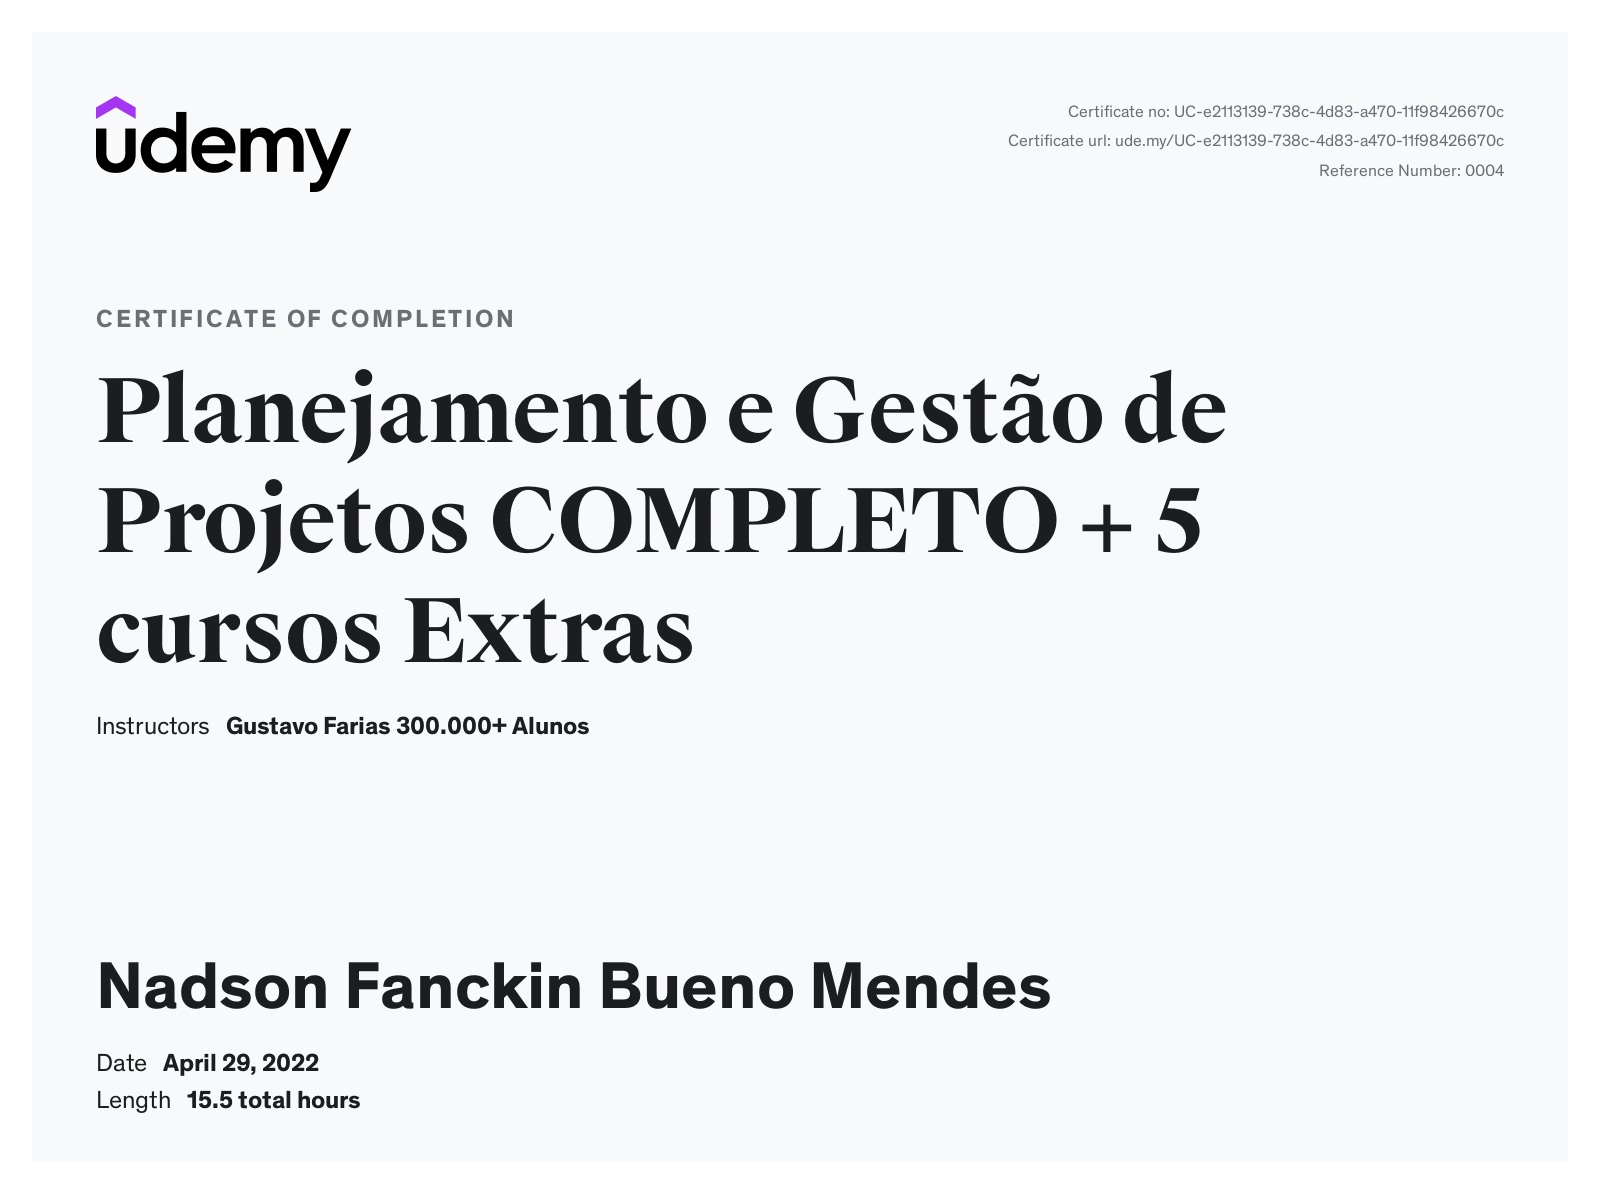 udemy
Certificate no: UC-e2113139-738c-4d83-a470-11f98426670c
Certificate url: ude.my/UC-e2113139-738c-4d83-a470-11f98426670c
Reference Number: 0004
CERTIFICATE OF COMPLETION
Planejamento e Gestão de
Projetos COMPLETO + 5
cursos Extras
Instructors Gustavo Farias 300.000+ Alunos
Nadson Fanckin Bueno Mendes
Date April 29, 2022
Length 15.5 total hours